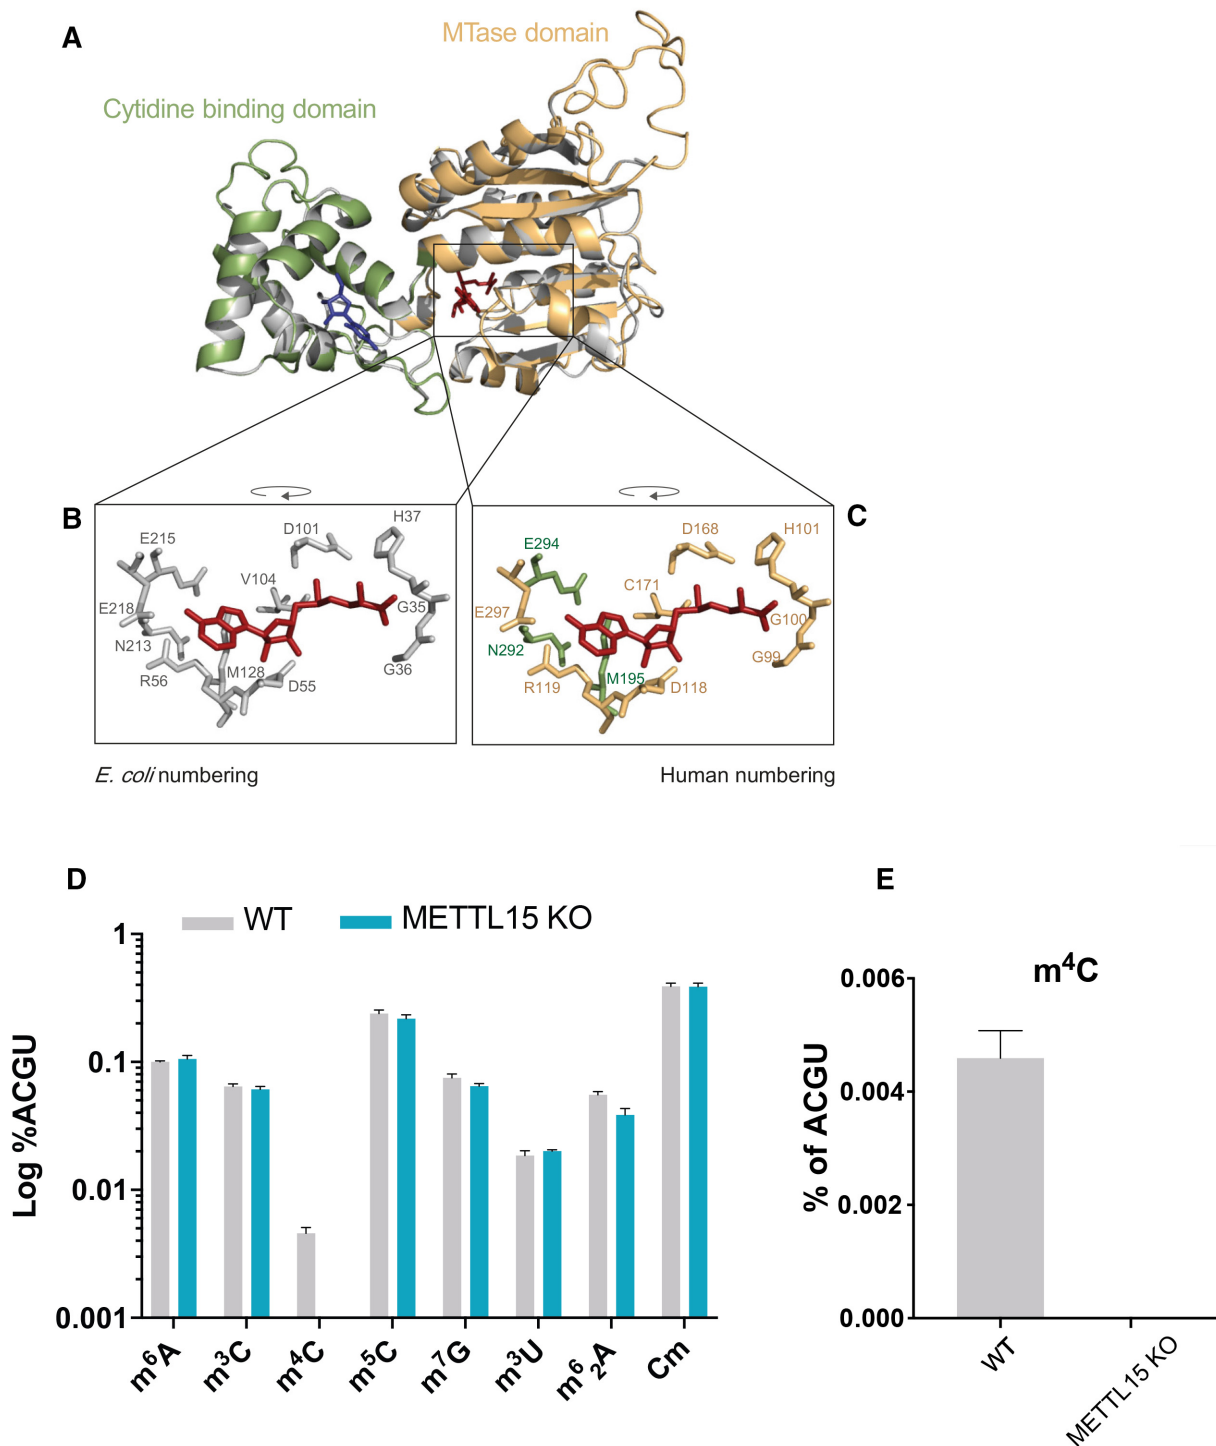 A
MTase domain
Cytidine binding domain
B
C
E215
D101
H37
V104
E218
G35
N213
R56
M128
D55
G36
E294
D168
H101
C171
E297
G100
N292
G99
R119
M195
D118
E. coli numbering
Human numbering
D
E
WT
METTL15 KO
1
0.1
0.01
0.001
Log %ACGU
m⁶A
m³C
m⁴C
m⁵C
m⁷G
m³U
m⁶₂A
Cm
m⁴C
0.006
0.004
0.002
0.000
% of ACGU
WT
METTL15 KO